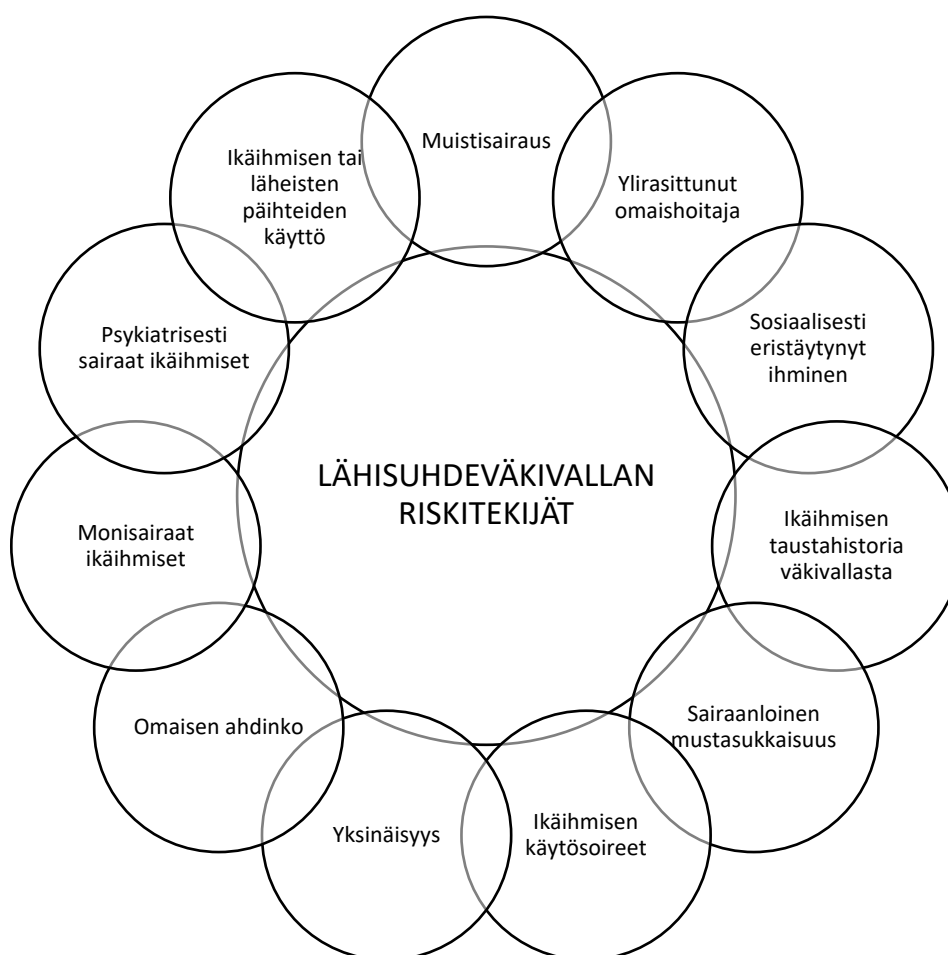 Muistisairaus
Ylirasittunut
omaishoitaja
Sosiaalisesti
eristäytynyt
ihminen
Ikäihmisen
taustahistoria
väkivallasta
Sairaanloinen
mustasukkaisuus
Ikäihmisen
käytösoireet
Yksinäisyys
Omaisen ahdinko
Monisairaat
ikäihmiset
Psykiatrisesti
sairaat ikäihmiset
Ikäihmisen tai
läheisten
päihteiden
käyttö
LÄHISUHDEVÄKIVALLAN
RISKITEKIJÄT